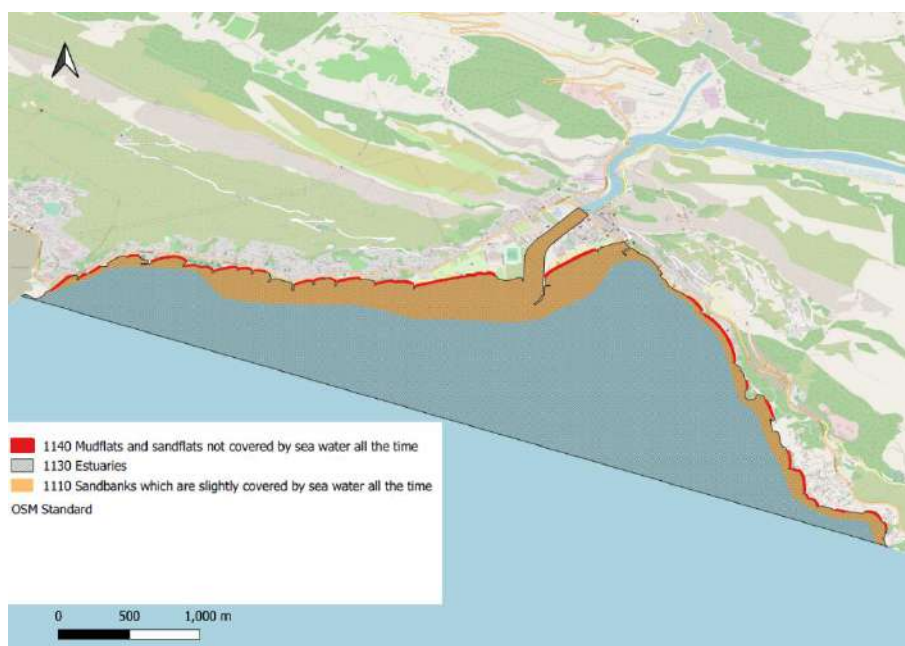 1140 Mudflats and sandflats not covered by sea water all the time
1130 Estuaries
1110 Sandbanks which are slightly covered by sea water all the time
OSM Standard
0 500 1,000 m